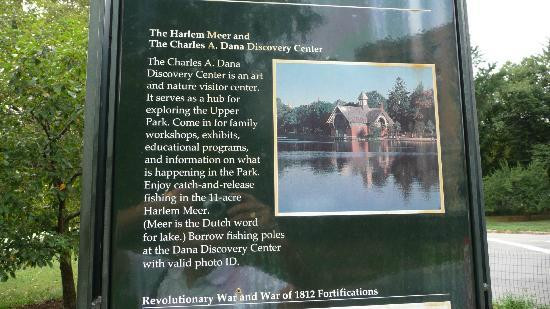 The Harlem Meer and
The Charles A. Dana Discovery Center
The Charles A. Dana
Discovery Center is an art
and nature visitor center.
It serves as a hub for
exploring the Upper
Park. Come in for family
workshops, exhibits,
educational programs,
and information on what
is happening in the Park.
Enjoy catch-and-release
fishing in the 11-acre
Harlem Meer.
(Meer is the Dutch word
for lake.) Borrow fishing poles
at the Dana Discovery Center
with valid photo ID.
Revolutionary War and War of 1812 Fortifications